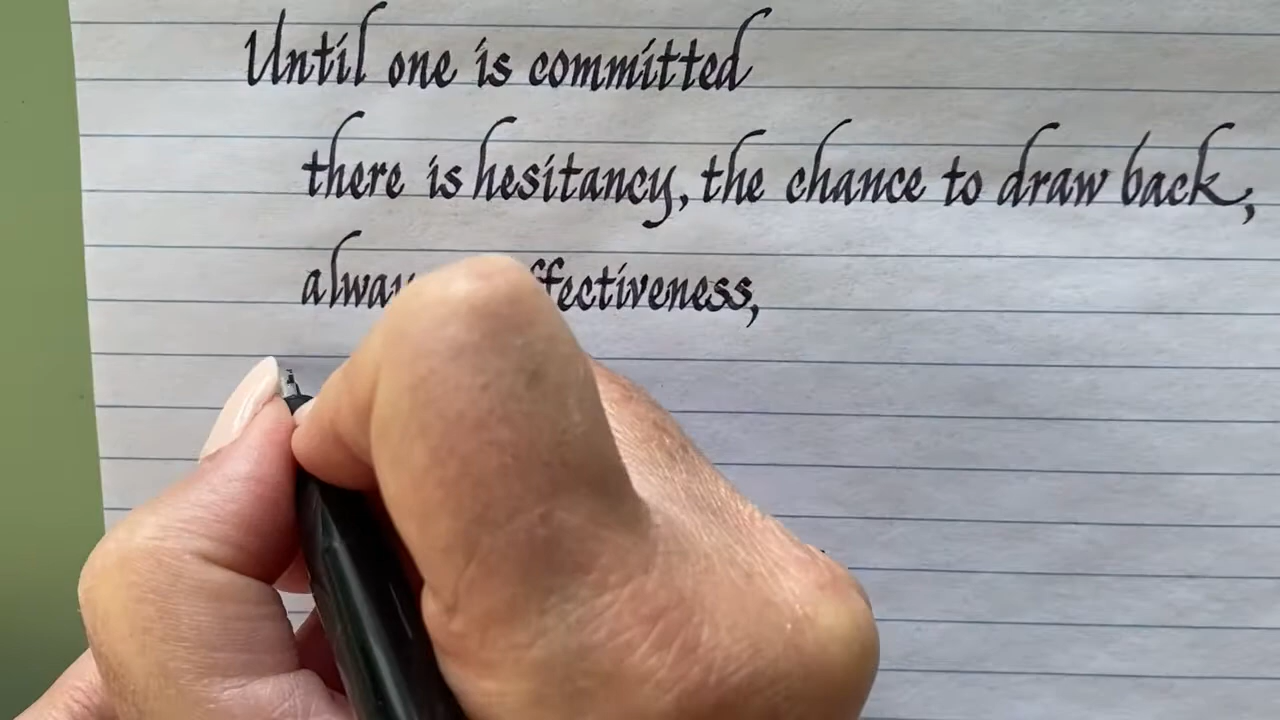 Until one is committed
there is hesitancy, the chance to draw back,